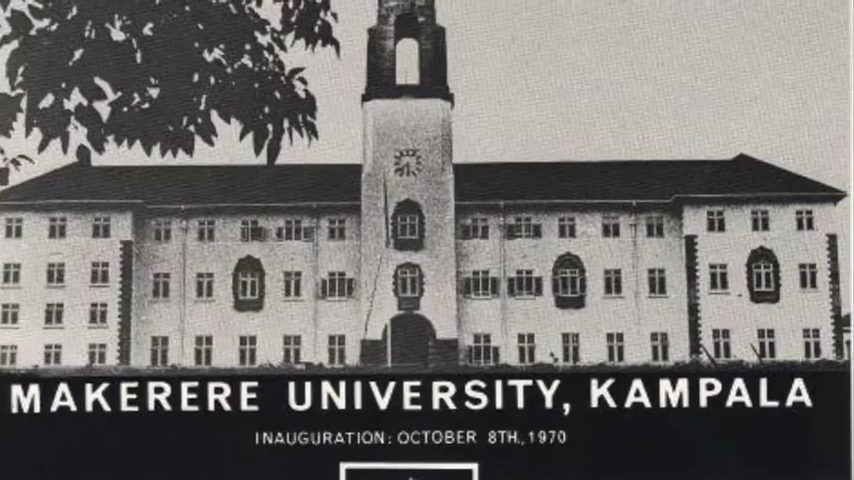 MAKERERE UNIVERSITY, KAMPALA
INAUGURATION: OCTOBER 8TH., 1970